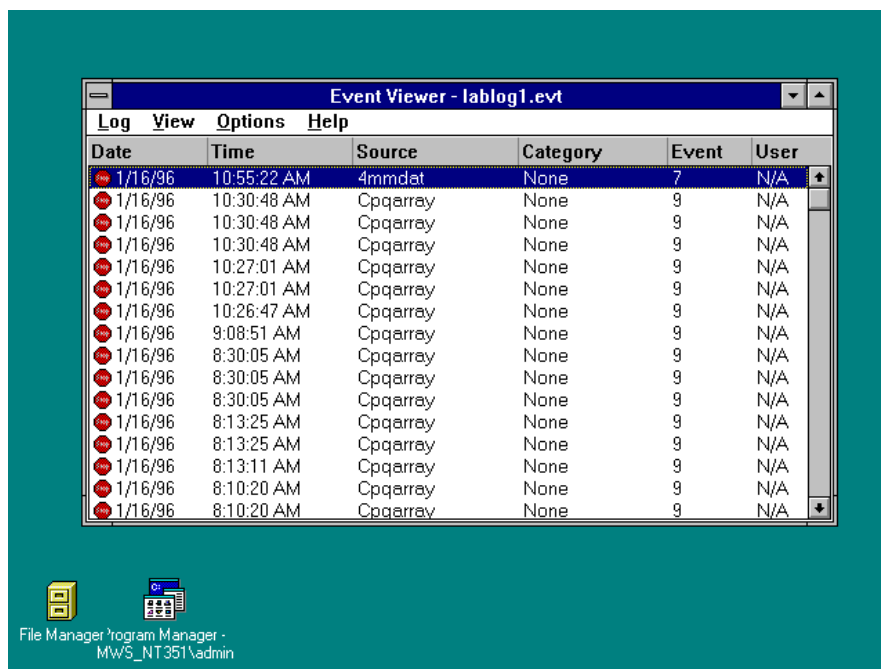 Event Viewer - lablog1.evt
Log View Options Help
Date Time Source Category Event User
1/16/96 10:55:22 AM 4mmdat None 7 N/A
1/16/96 10:30:48 AM Cpqarray None 9 N/A
1/16/96 10:30:48 AM Cpqarray None 9 N/A
1/16/96 10:30:48 AM Cpqarray None 9 N/A
1/16/96 10:27:01 AM Cpqarray None 9 N/A
1/16/96 10:27:01 AM Cpqarray None 9 N/A
1/16/96 10:26:47 AM Cpqarray None 9 N/A
1/16/96 9:08:51 AM Cpqarray None 9 N/A
1/16/96 8:30:05 AM Cpqarray None 9 N/A
1/16/96 8:30:05 AM Cpqarray None 9 N/A
1/16/96 8:30:05 AM Cpqarray None 9 N/A
1/16/96 8:13:25 AM Cpqarray None 9 N/A
1/16/96 8:13:25 AM Cpqarray None 9 N/A
1/16/96 8:13:11 AM Cpqarray None 9 N/A
1/16/96 8:10:20 AM Cpqarray None 9 N/A
1/16/96 8:10:20 AM Cpqarray None 9 N/A
File Manager rogram Manager -
MWS_NT351\admin